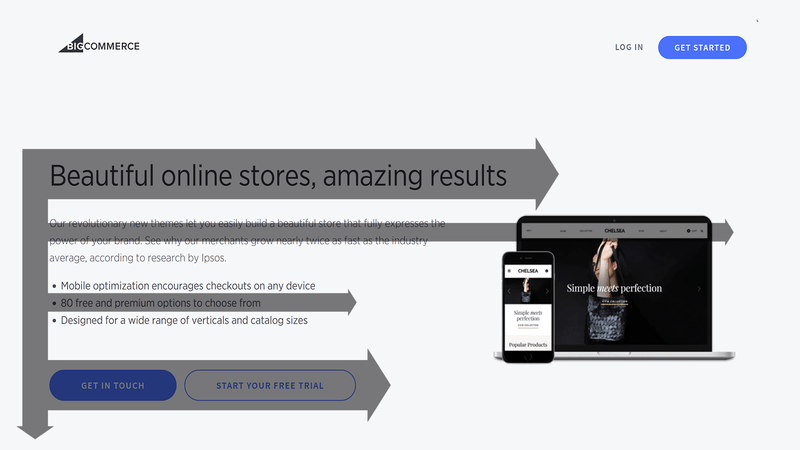 BIGCOMMERCE
LOG IN
GET STARTED
Beautiful online stores, amazing results
Our revolutionary new themes let you easily build a beautiful store that fully expresses the
power of your brand. See why our merchants grow nearly twice as fast as the industry
average, according to research by Ipsos.
Mobile optimization encourages checkouts on any device
80 free and premium options to choose from
Designed for a wide range of verticals and catalog sizes
GET IN TOUCH
START YOUR FREE TRIAL
CHELSEA
Simple meets perfection
CHELSEA
Simple meets
perfection
Popular Products